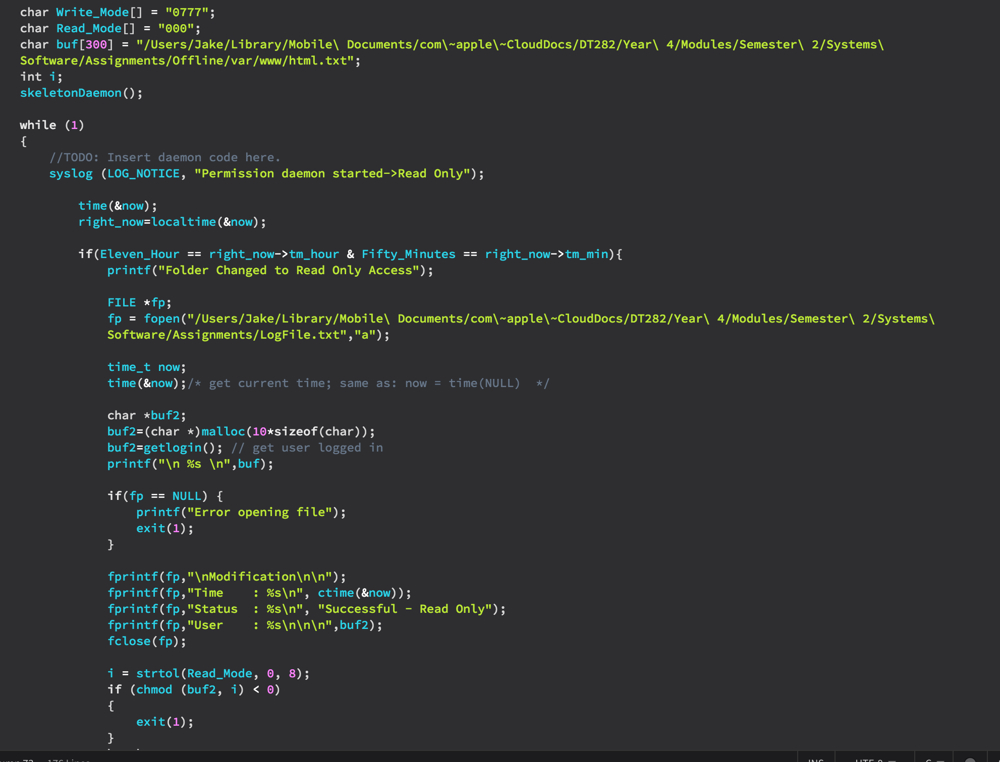 char Write_Mode[] = "0777";
char Read_Mode[] = "000";
char buf[300] = "/Users/Jake/Library/Mobile\ Documents/com\~apple\~CloudDocs/DT282/Year\ 4/Modules/Semester\ 2/Systems\
Software/Assignments/Offline/var/www/html.txt";
int i;
skeletonDaemon();
while (1)
{
//TODO: Insert daemon code here.
syslog (LOG_NOTICE, "Permission daemon started->Read Only");
time(&now);
right_now=localtime(&now);
if(Eleven_Hour == right_now->tm_hour & Fifty_Minutes == right_now->tm_min){
printf("Folder Changed to Read Only Access");
FILE *fp;
fp = fopen("/Users/Jake/Library/Mobile\ Documents/com\~apple\~CloudDocs/DT282/Year\ 4/Modules/Semester\ 2/Systems\
Software/Assignments/LogFile.txt","a");
time_t now;
time(&now);/* get current time; same as: now = time(NULL)  */
char *buf2;
buf2=(char *)malloc(10*sizeof(char));
buf2=getlogin(); // get user logged in
printf("\n %s \n",buf);
if(fp == NULL) {
printf("Error opening file");
exit(1);
}
fprintf(fp,"\nModification\n\n");
fprintf(fp,"Time    : %s\n", ctime(&now));
fprintf(fp,"Status  : %s\n", "Successful - Read Only");
fprintf(fp,"User    : %s\n\n\n",buf2);
fclose(fp);
i = strtol(Read_Mode, 0, 8);
if (chmod (buf2, i) < 0)
{
exit(1);
}